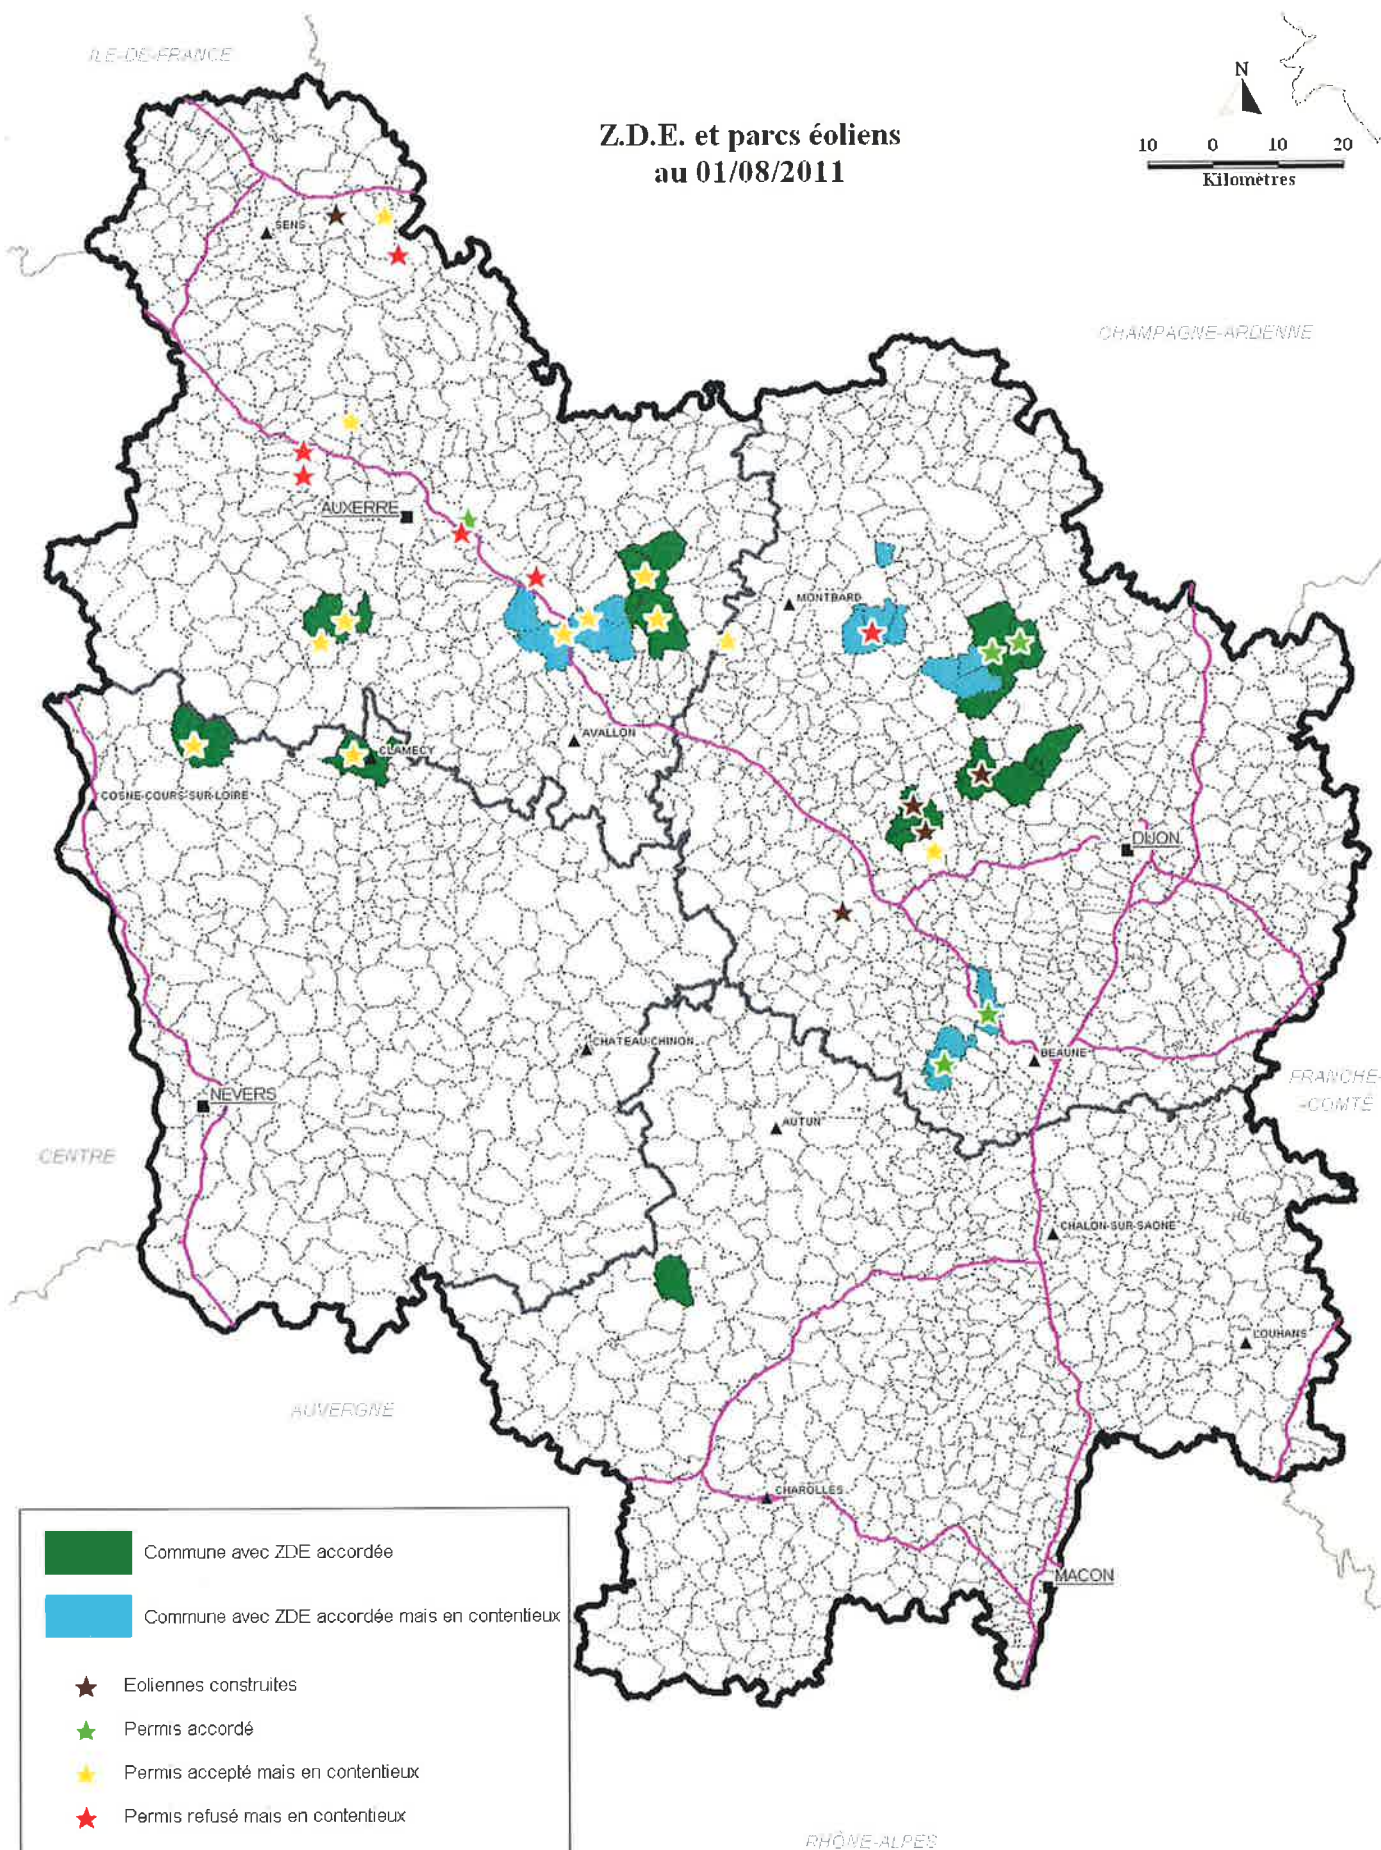 ILE-DE-FRANCE
N
Z.D.E. et parcs éoliens
au 01/08/2011
10 0 10 20
Kilomètres
SENS
CHAMPAGNE-ARDENNE
AUXERRE
MONTBARD
AVALLON
CLAMECY
COSNE-COURS-SUR-LOIRE
DIJON
CHATEAU-CHINON
BEAUNE
NEVERS
FRANCHE-
-COMTÉ
AUTUN
CENTRE
CHALON-SUR-SAONE
LOUHANS
AUVERGNE
CHAROLLES
MACON
Commune avec ZDE accordée
Commune avec ZDE accordée mais en contentieux
Eoliennes construites
Permis accordé
Permis accepté mais en contentieux
Permis refusé mais en contentieux
RHÔNE-ALPES